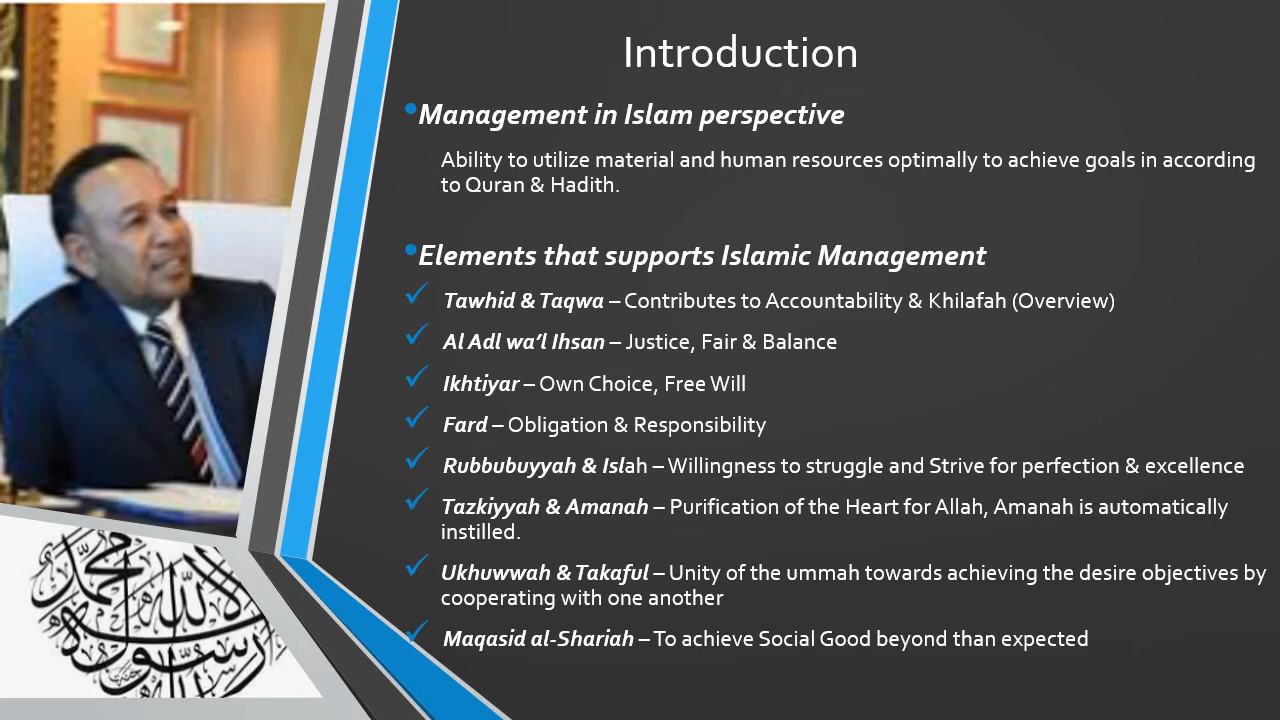 Introduction
Management in Islam perspective
Ability to utilize material and human resources optimally to achieve goals in according
to Quran & Hadith.
Elements that supports Islamic Management
Tawhid & Taqwa – Contributes to Accountability & Khilafah (Overview)
Al Adl wa’l Ihsan – Justice, Fair & Balance
Ikhtiyar – Own Choice, Free Will
Fard – Obligation & Responsibility
Rubbubuyyah & Islah – Willingness to struggle and Strive for perfection & excellence
Tazkiyyah & Amanah – Purification of the Heart for Allah, Amanah is automatically
instilled.
Ukhuwwah & Takaful – Unity of the ummah towards achieving the desire objectives by
cooperating with one another
Maqasid al-Shariah – To achieve Social Good beyond than expected
محمد
رسول الله